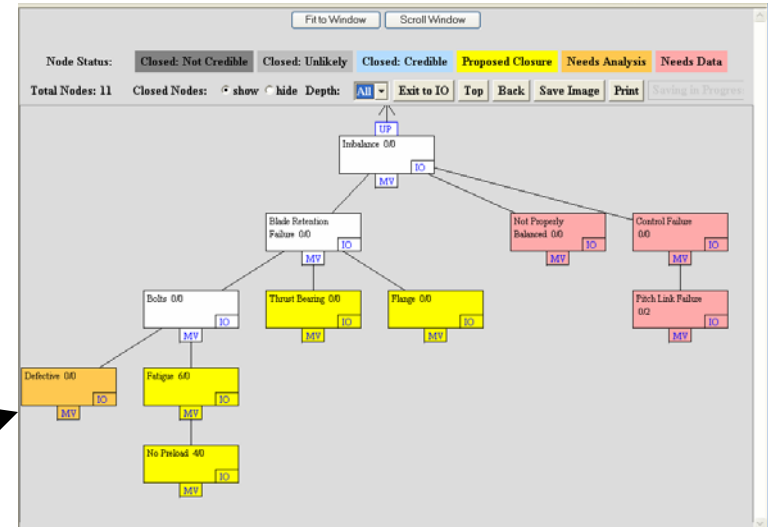 Fit to Window Scroll Window
Node Status: Closed: Not Credible Closed: Unlikely Closed: Credible Proposed Closure Needs Analysis Needs Data
Total Nodes: 11 Closed Nodes: show hide Depth: All Exit to IO Top Back Save Image Print Saving in Progress
UP
Imbalance 0/0
IO
MV
Blade Retention
Failure 0/0
IO
MV
Not Properly
Balanced 0/0
IO
MV
Control Failure
0/0
IO
MV
Bolts 0/0
IO
MV
Thrust Bearing 0/0
IO
MV
Flange 0/0
IO
MV
Pitch Link Failure
0/2
IO
MV
Defective 0/0
IO
MV
Fatigue 6/0
IO
MV
No Preload 4/0
IO
MV